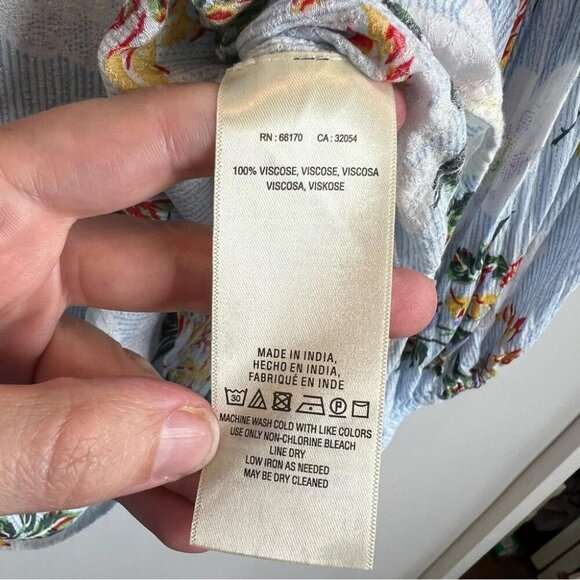 RN : 66170 CA : 32054
100% VISCOSE, VISCOSE, VISCOSA
VISCOSA, VISKOSE
MADE IN INDIA,
HECHO EN INDIA,
FABRIQUÉ EN INDE
30 P
MACHINE WASH COLD WITH LIKE COLORS
USE ONLY NON-CHLORINE BLEACH
LINE DRY
LOW IRON AS NEEDED
MAY BE DRY CLEANED